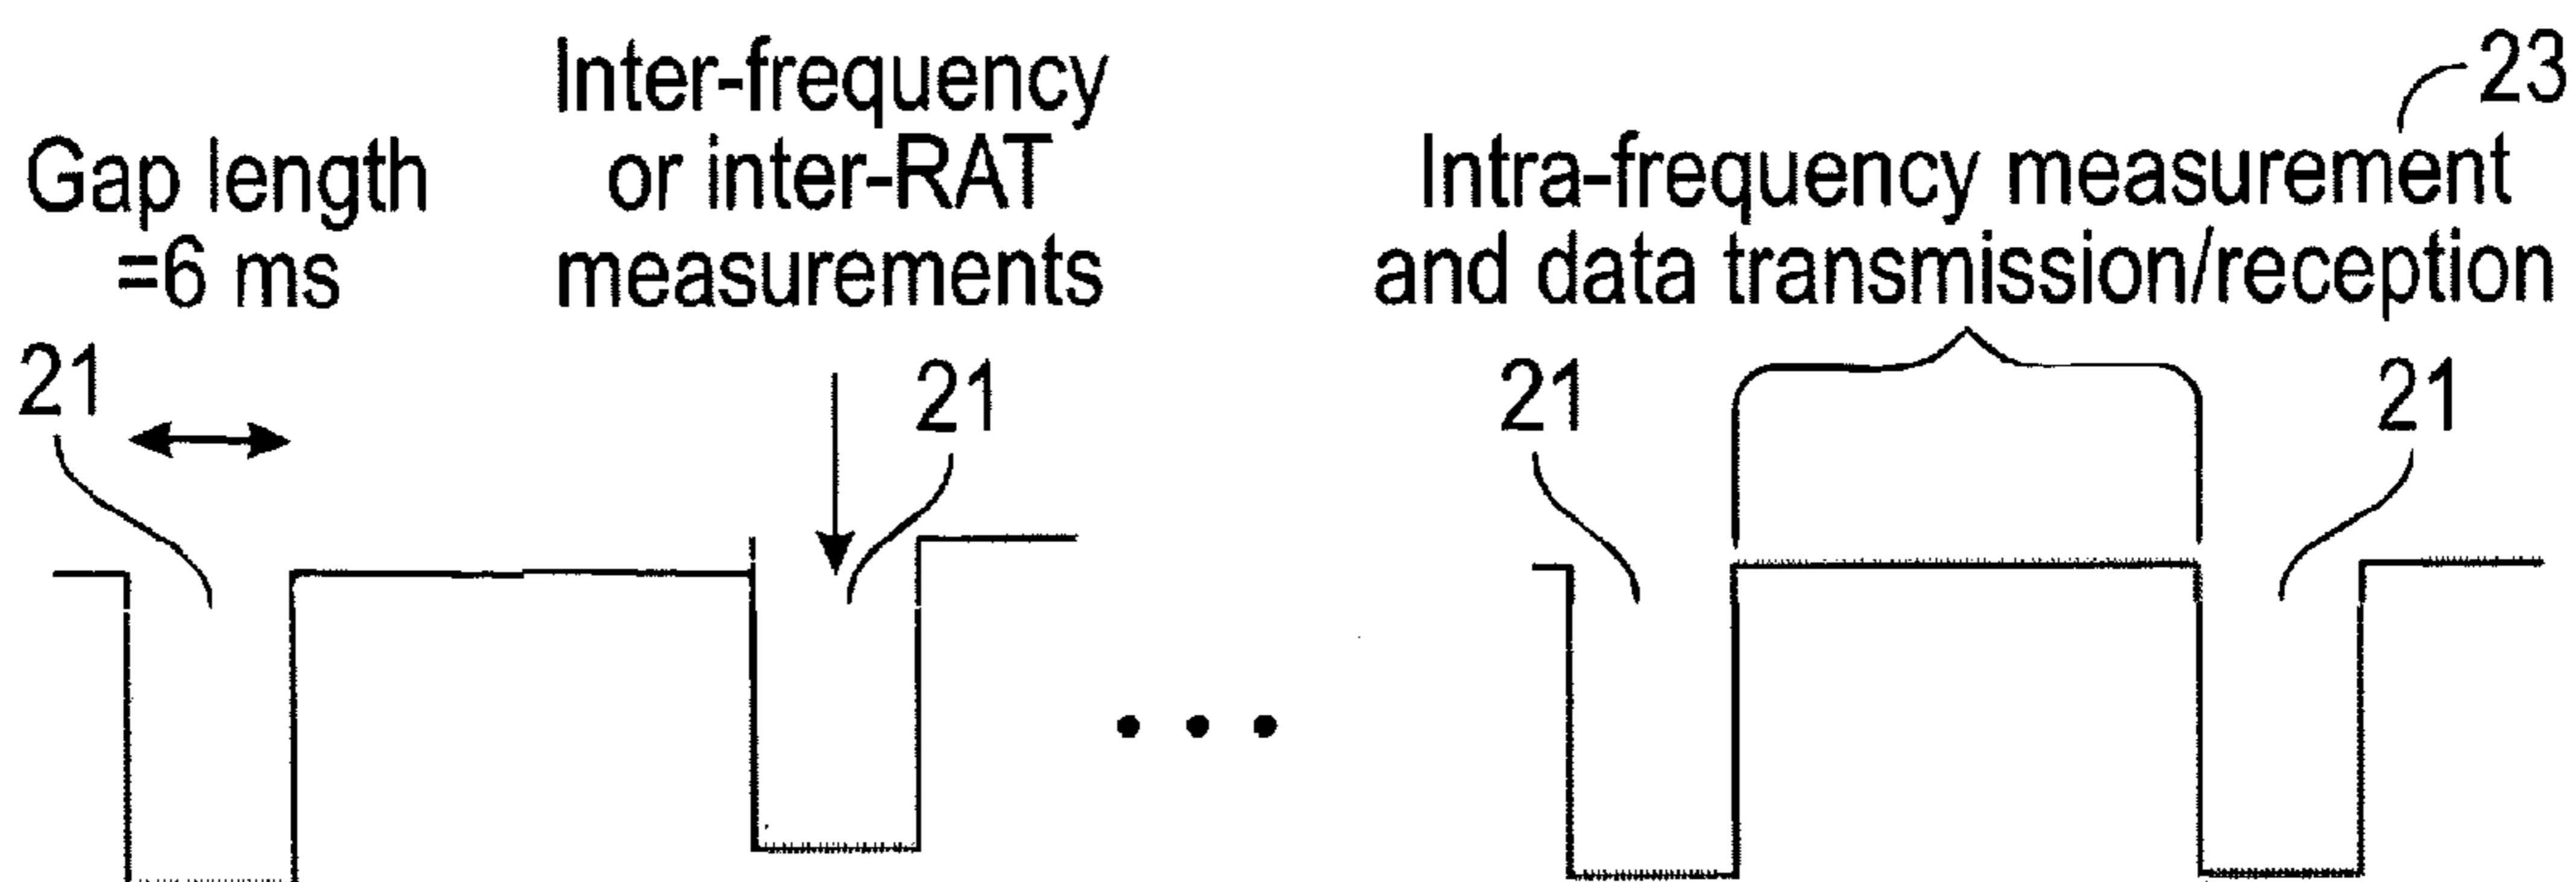 Gap length
=6 ms
Inter-frequency
or inter-RAT
measurements
23
Intra-frequency measurement
and data transmission/reception
21
21
21
21